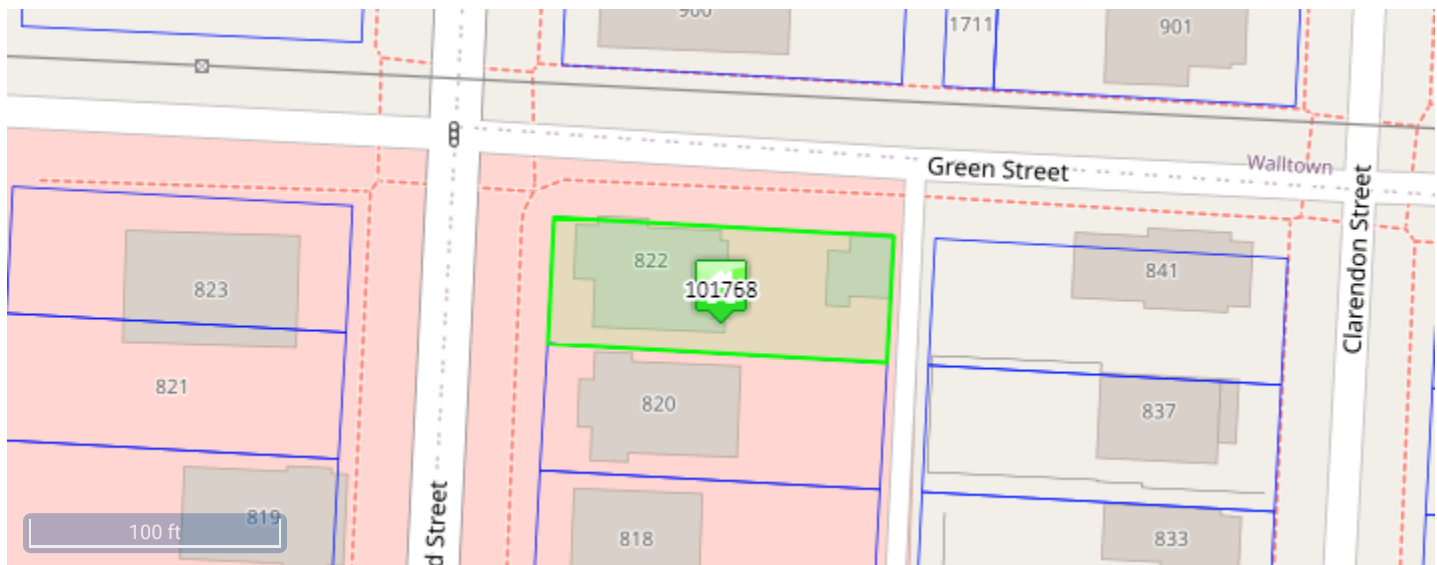 900
1711
901
Green Street
Walltown
Clarendon Street
822
841
823
101768
821
820
837
819
818
833
d Street
100 ft